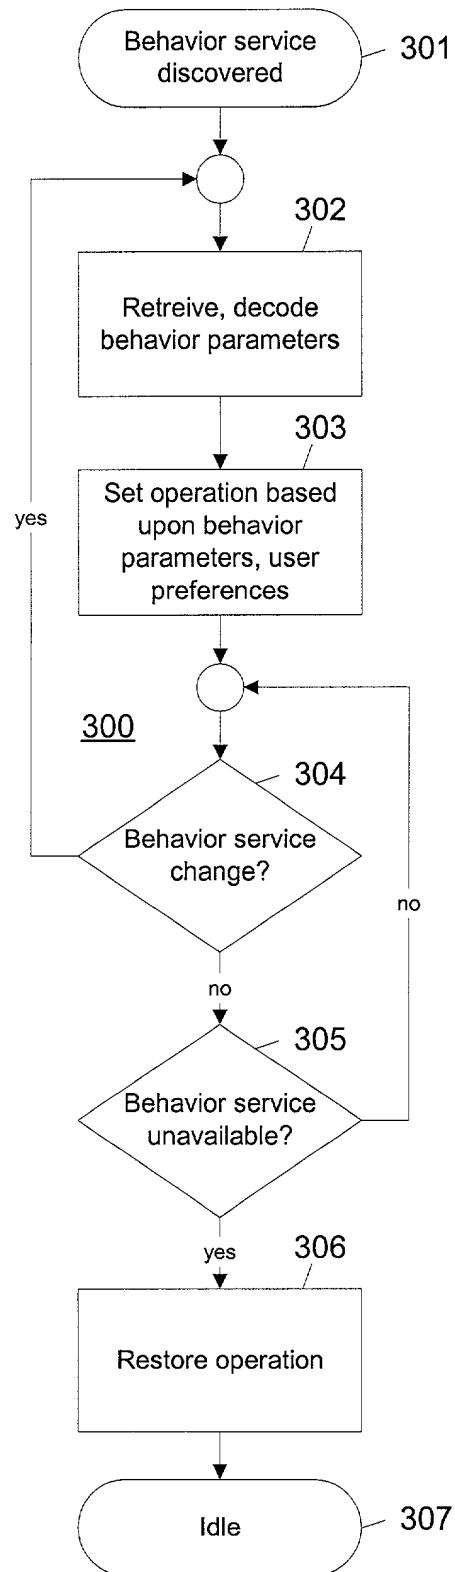 Behavior service
discovered
301
302
Retreive, decode
behavior parameters
303
Set operation based
upon behavior
parameters, user
preferences
yes
300
304
Behavior service
change?
no
no
305
Behavior service
unavailable?
yes
306
Restore operation
Idle
307